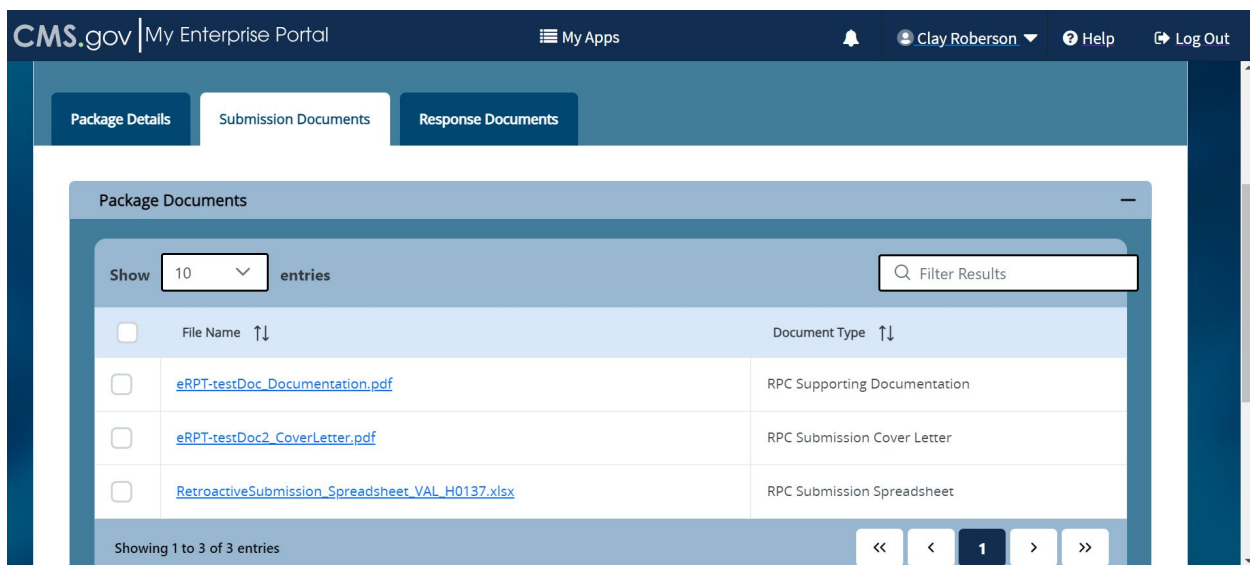 CMS.gov My Enterprise Portal My Apps Clay Roberson Help Log Out
Package Details Submission Documents Response Documents
Package Documents
Show 10 entries Filter Results
File Name Document Type
eRPT-testDoc_Documentation.pdf RPC Supporting Documentation
eRPT-testDoc2_CoverLetter.pdf RPC Submission Cover Letter
RetroactiveSubmission_Spreadsheet_VAL_H0137.xlsx RPC Submission Spreadsheet
Showing 1 to 3 of 3 entries « ‹ 1 › »